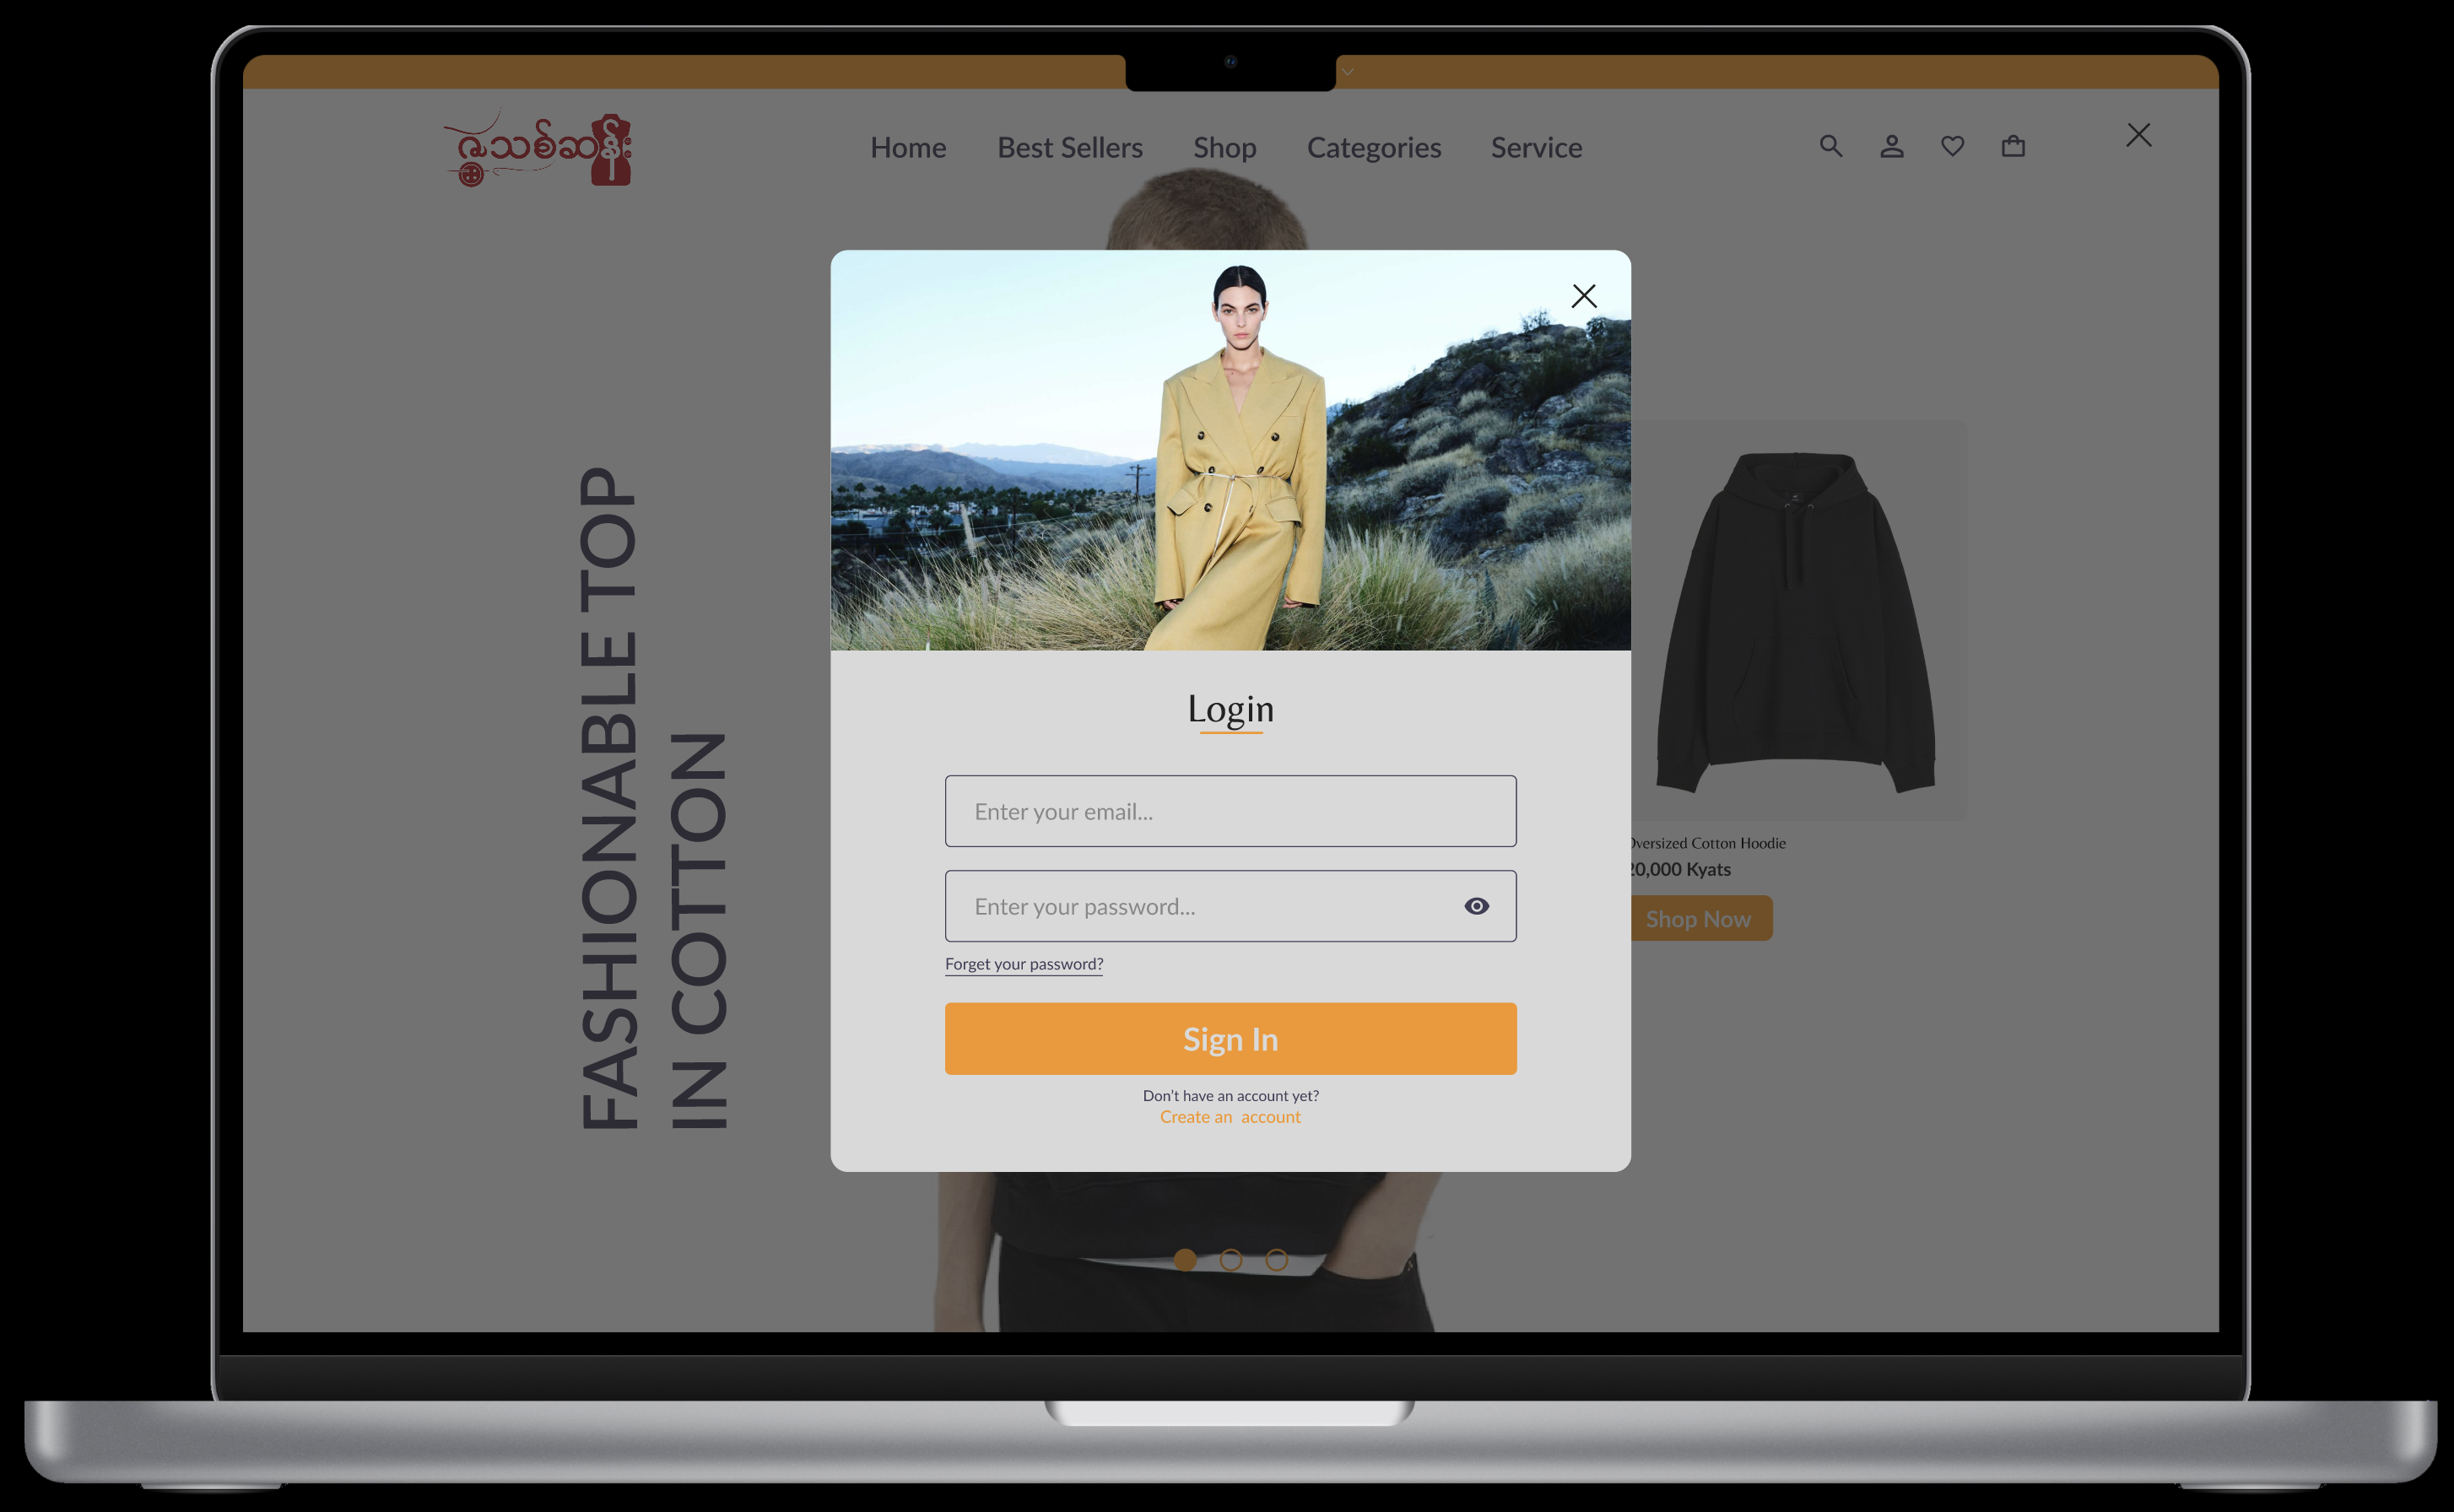 ဇူသစ်ဆန်း
Home Best Sellers Shop Categories Service
FASHIONABLE TOP
IN COTTON
Login
Enter your email...
Enter your password...
Forget your password?
Sign In
Don't have an account yet?
Create an account
Oversized Cotton Hoodie
20,000 Kyats
Shop Now